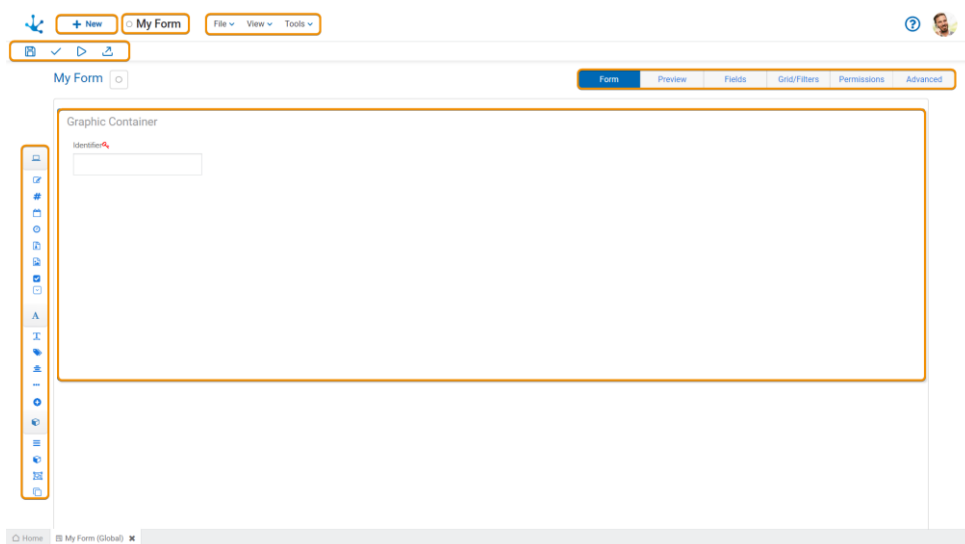 New
My Form
File
View
Tools
My Form
Form
Preview
Fields
Grid/Filters
Permissions
Advanced
Graphic Container
Identifier
Home
My Form (Global)